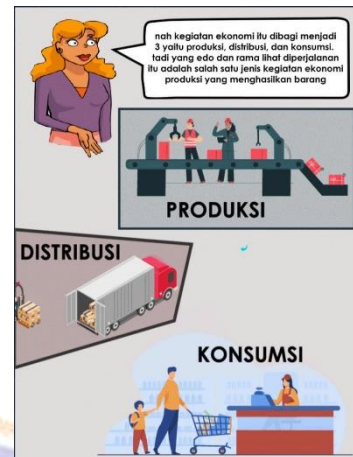 nah kegiatan ekonomi itu dibagi menjadi
3 yaitu produksi, distribusi, dan konsumsi.
tadi yang edo dan rama lihat diperjalanan
itu adalah salah satu jenis kegiatan ekonomi
produksi yang menghasilkan barang
PRODUKSI
DISTRIBUSI
KONSUMSI